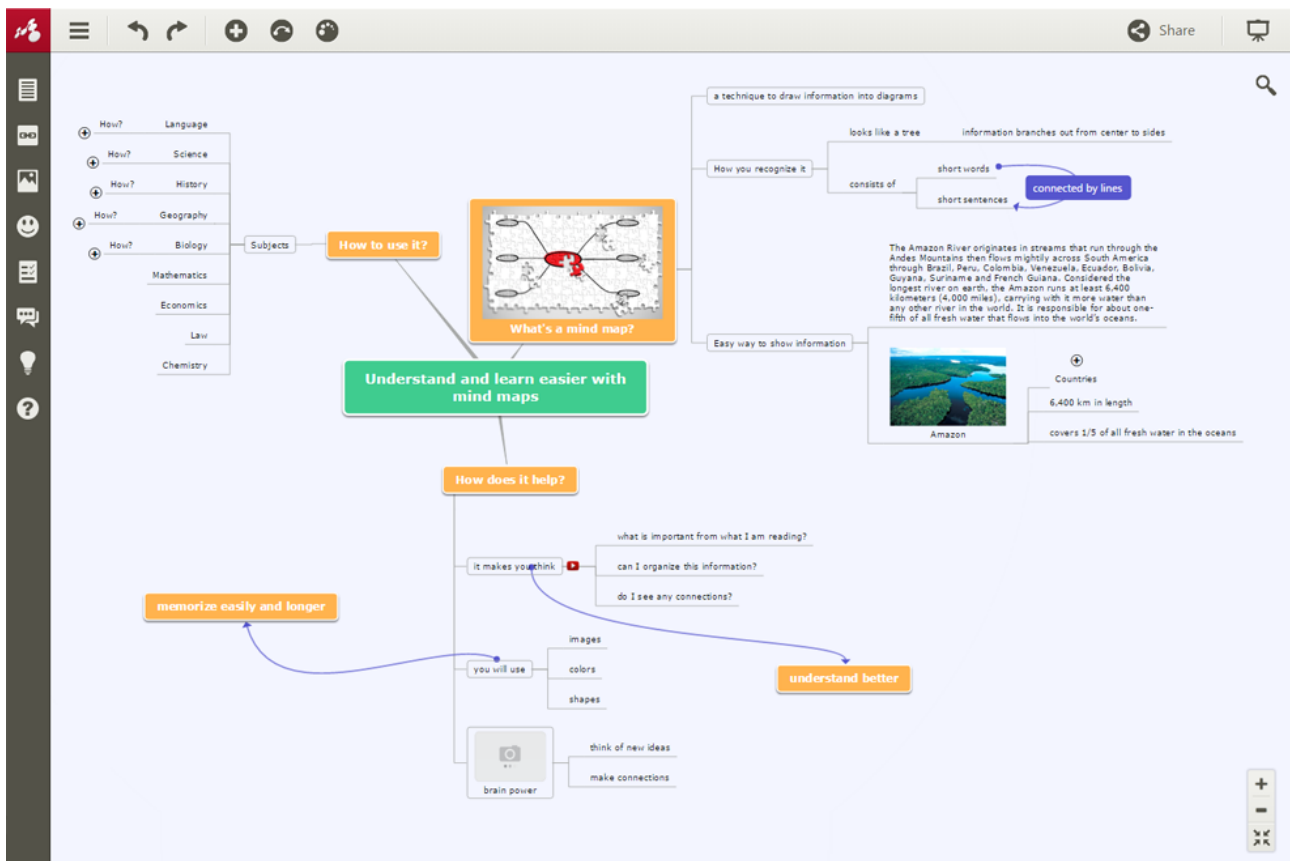 Share
a technique to draw information into diagrams
How? Language
How? Science
How? History
How? Geography
How? Biology
Mathematics
Economics
Law
Chemistry
Subjects
How to use it?
What's a mind map?
looks like a tree
information branches out from center to sides
How you recognize it
consists of
short words
short sentences
connected by lines
The Amazon River originates in streams that run through the
Andes Mountains then flows mightily across South America
through Brazil, Peru, Colombia, Venezuela, Ecuador, Bolivia,
Guyana, Suriname and French Guiana. Considered the
longest river on earth, the Amazon runs at least 6,400
kilometers (4,000 miles), carrying with it more water than
any other river in the world. It is responsible for about one-
fifth of all fresh water that flows into the world's oceans.
Easy way to show information
Amazon
Countries
6,400 km in length
covers 1/5 of all fresh water in the oceans
Understand and learn easier with
mind maps
How does it help?
it makes you think
what is important from what I am reading?
can I organize this information?
do I see any connections?
memorize easily and longer
you will use
images
colors
shapes
understand better
brain power
think of new ideas
make connections